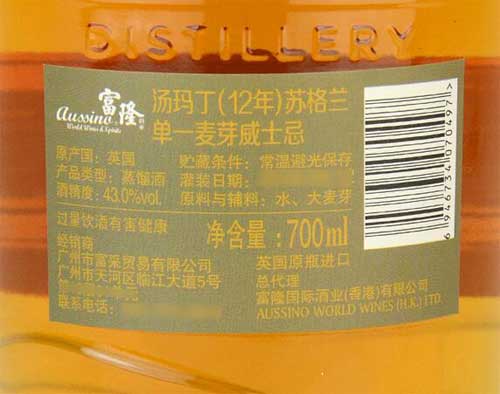 DISTILLERY
富隆
Aussino
World Wines & Spirits
汤玛丁(12年)苏格兰
单一麦芽威士忌
原产国：英国
贮藏条件：常温避光保存
产品类型：蒸馏酒
灌装日期：
酒精度：43.0%vol.
原料与辅料：水、大麦芽
过量饮酒有害健康
净含量：700ml
经销商
英国原瓶进口
广州市富采贸易有限公司
总代理
广州市天河区榆江大道5号
富隆国际酒业(香港)有限公司
联系电话：
AUSSINO WORLD WINES (H.K.) LTD.
6946734070497